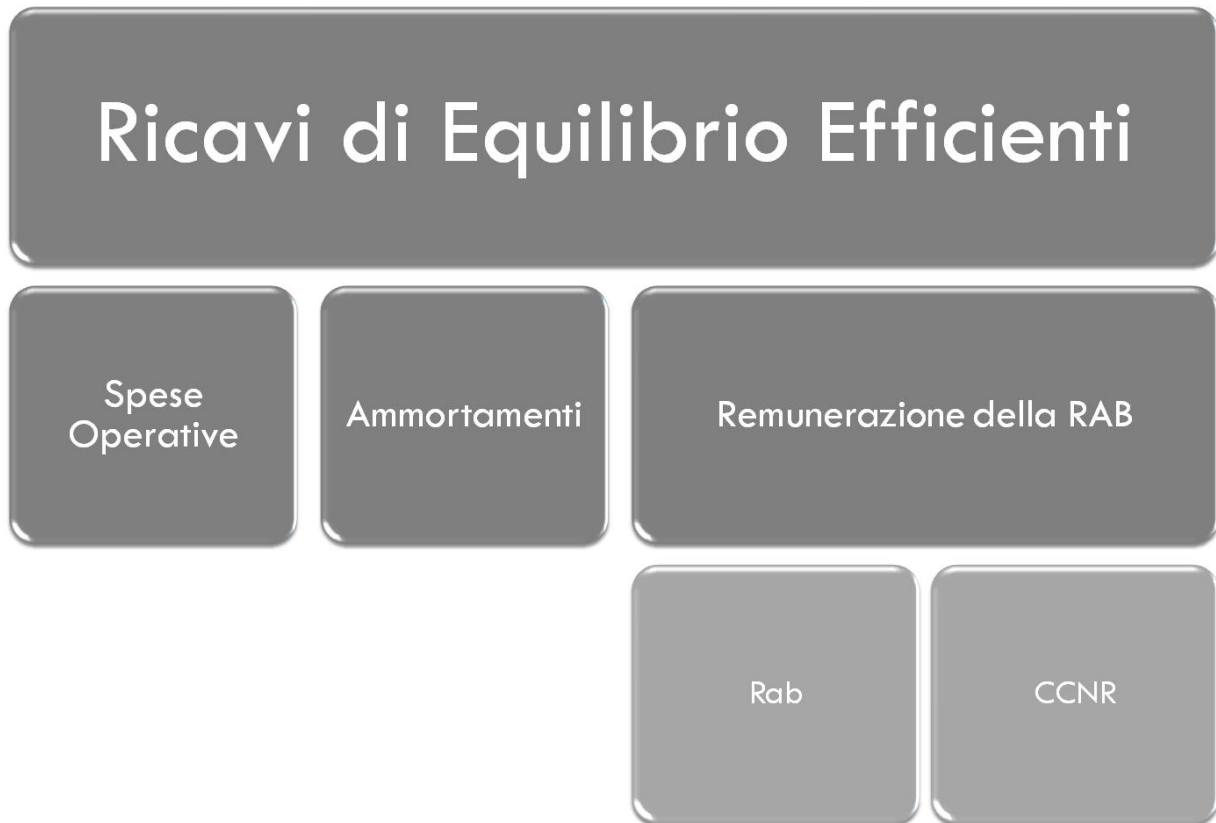 Ricavi di Equilibrio Efficienti
Spese
Operative
Ammortamenti
Remunerazione della RAB
Rab
CCNR